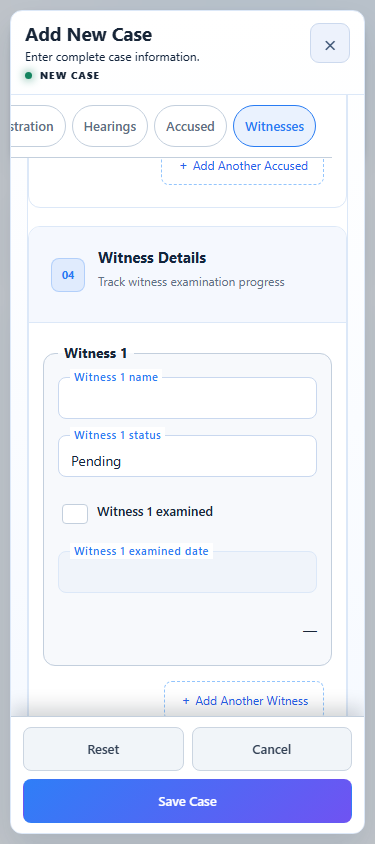 Add New Case
Enter complete case information.
NEW CASE
×
stration
Hearings
Accused
Witnesses
+ Add Another Accused
04
Witness Details
Track witness examination progress
Witness 1
Witness 1 name
Witness 1 status
Pending
Witness 1 examined
Witness 1 examined date
—
+ Add Another Witness
Reset
Cancel
Save Case